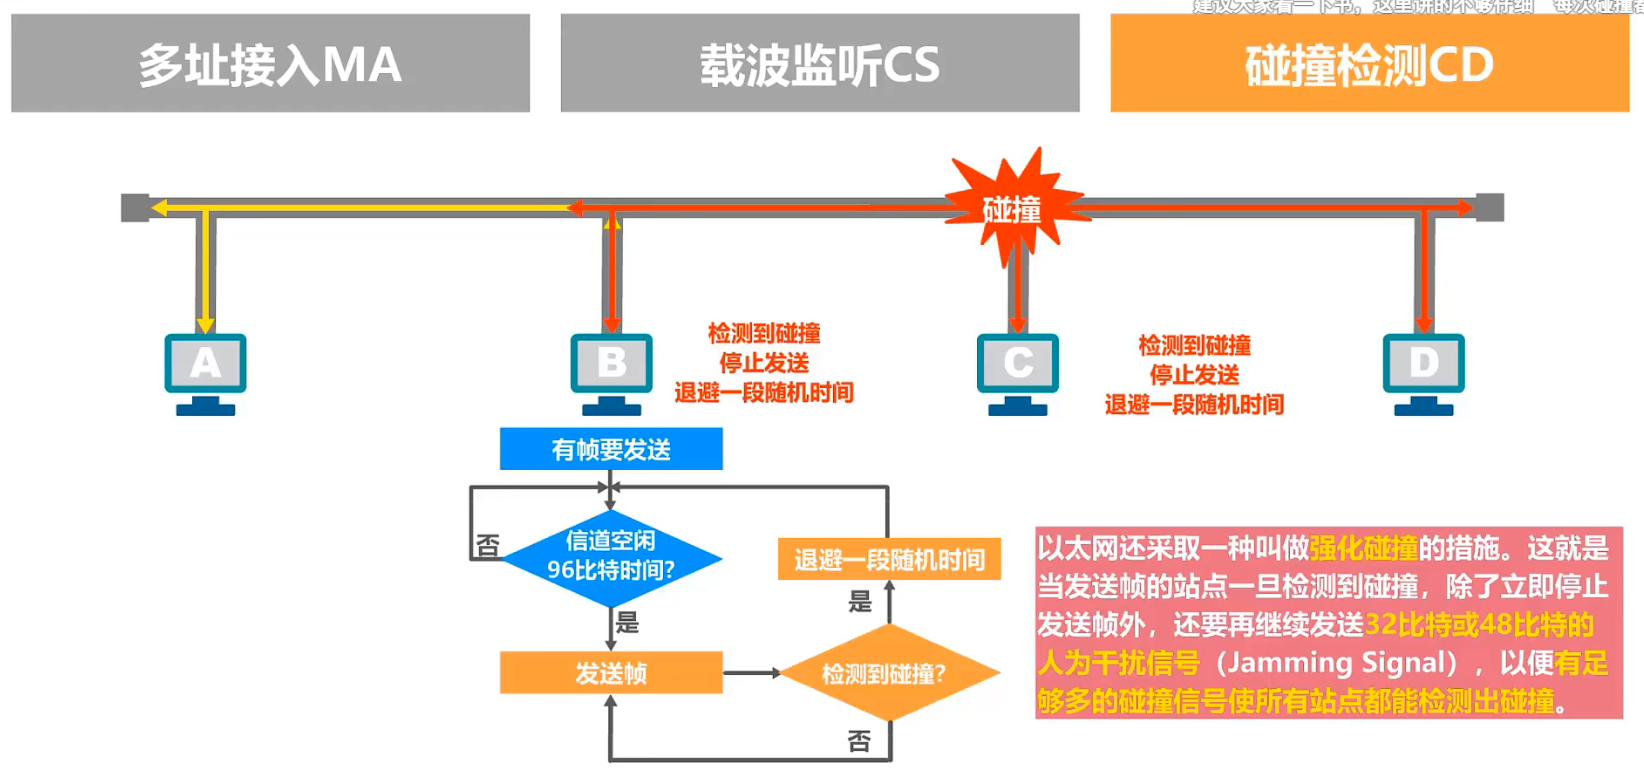 建议大家看一下书，这里讲的不够仔细 每次碰撞都
多址接入MA
载波监听CS
碰撞检测CD
碰撞
A
B
C
D
检测到碰撞
停止发送
退避一段随机时间
检测到碰撞
停止发送
退避一段随机时间
有帧要发送
信道空闲
96比特时间?
否
是
发送帧
检测到碰撞?
是
否
退避一段随机时间
以太网还采取一种叫做强化碰撞的措施。这就是
当发送帧的站点一旦检测到碰撞，除了立即停止
发送帧外，还要再继续发送32比特或48比特的
人为干扰信号（Jamming Signal），以便有足
够多的碰撞信号使所有站点都能检测出碰撞。